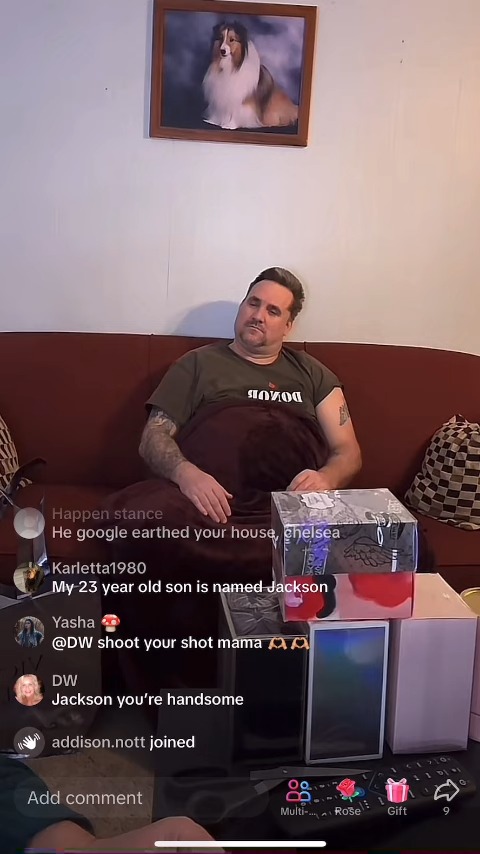 DONOR
Happen stance
He google earthed your house, chelsea
Karletta1980
My 23 year old son is named Jackson
Yasha 🍄
@DW shoot your shot mama 🫶🫶
DW
Jackson you’re handsome
addison.nott joined
Add comment
Multi-...
Rose
Gift
9